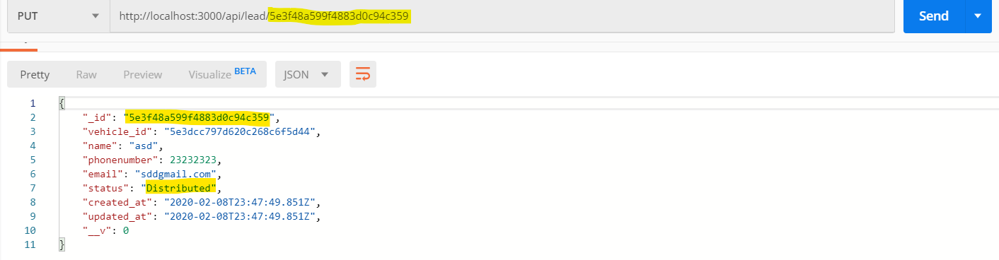 PUT http://localhost:3000/api/lead/5e3f48a599f4883d0c94c359 Send
Pretty Raw Preview Visualize BETA JSON
1 {
2 "_id": "5e3f48a599f4883d0c94c359",
3 "vehicle_id": "5e3dcc797d620c268c6f5d44",
4 "name": "asd",
5 "phonenumber": 23232323,
6 "email": "sddgmail.com",
7 "status": "Distributed",
8 "created_at": "2020-02-08T23:47:49.851Z",
9 "updated_at": "2020-02-08T23:47:49.851Z",
10 "__v": 0
11 }